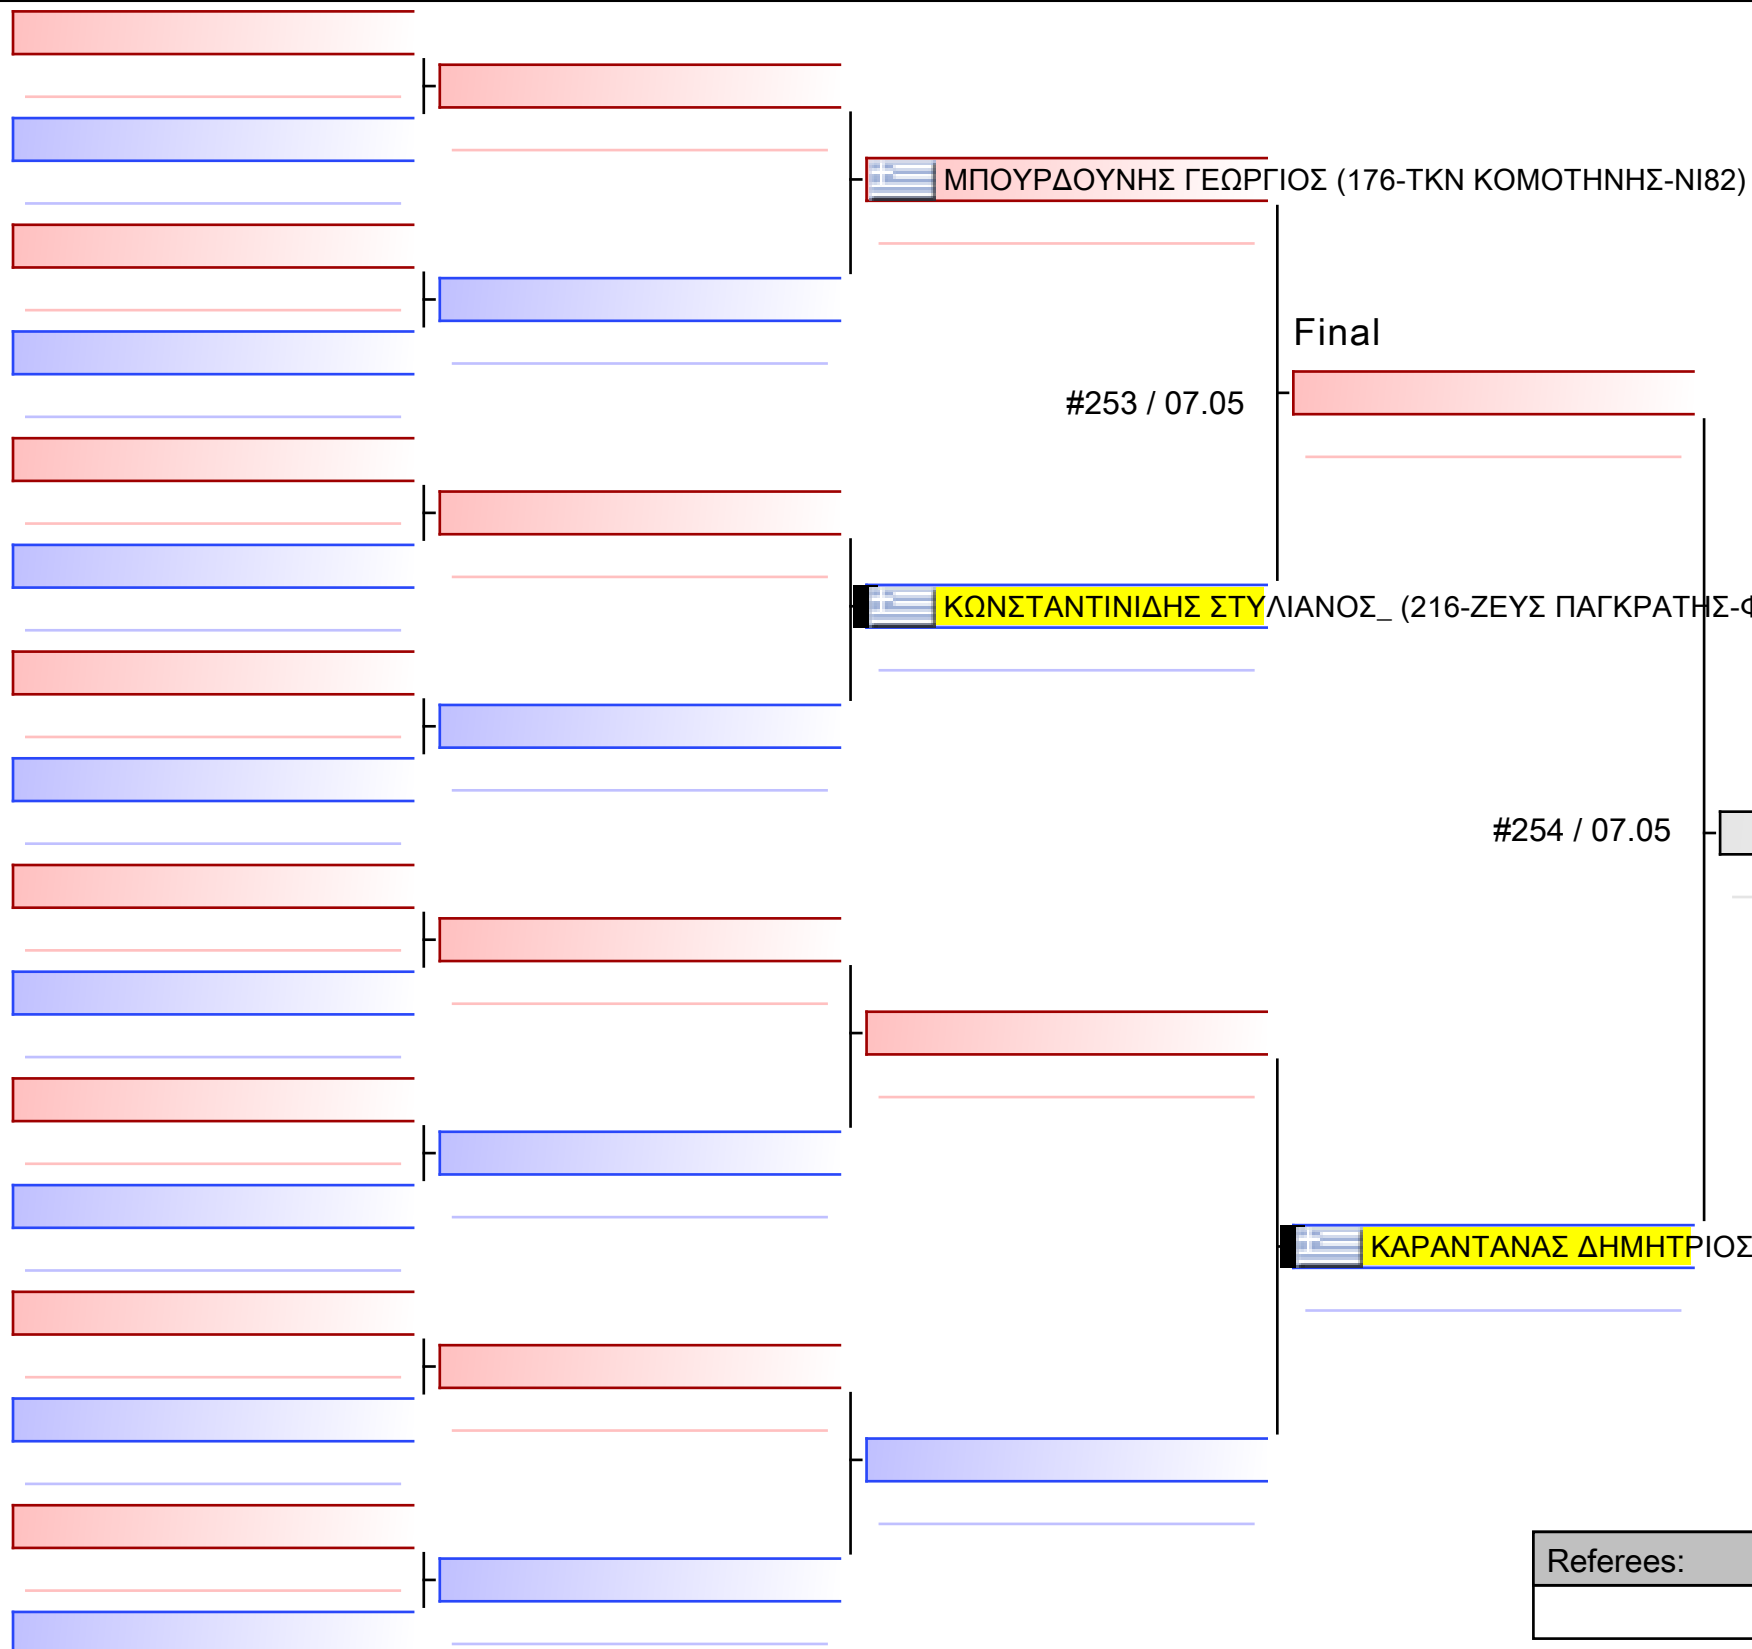 ΜΠΟΥΡΔΟΥΝΗΣ ΓΕΩΡΓΙΟΣ (176-ΤΚΝ ΚΟΜΟΤΗΝΗΣ-ΝΙ82)
Final
#253 / 07.05
ΚΩΝΣΤΑΝΤΙΝΙΔΗΣ ΣΤΥΛΙΑΝΟΣ_ (216-ΖΕΥΣ ΠΑΓΚΡΑΤΗΣ-Φ
#254 / 07.05
ΚΑΡΑΝΤΑΝΑΣ ΔΗΜΗΤΡΙΟΣ
Referees: